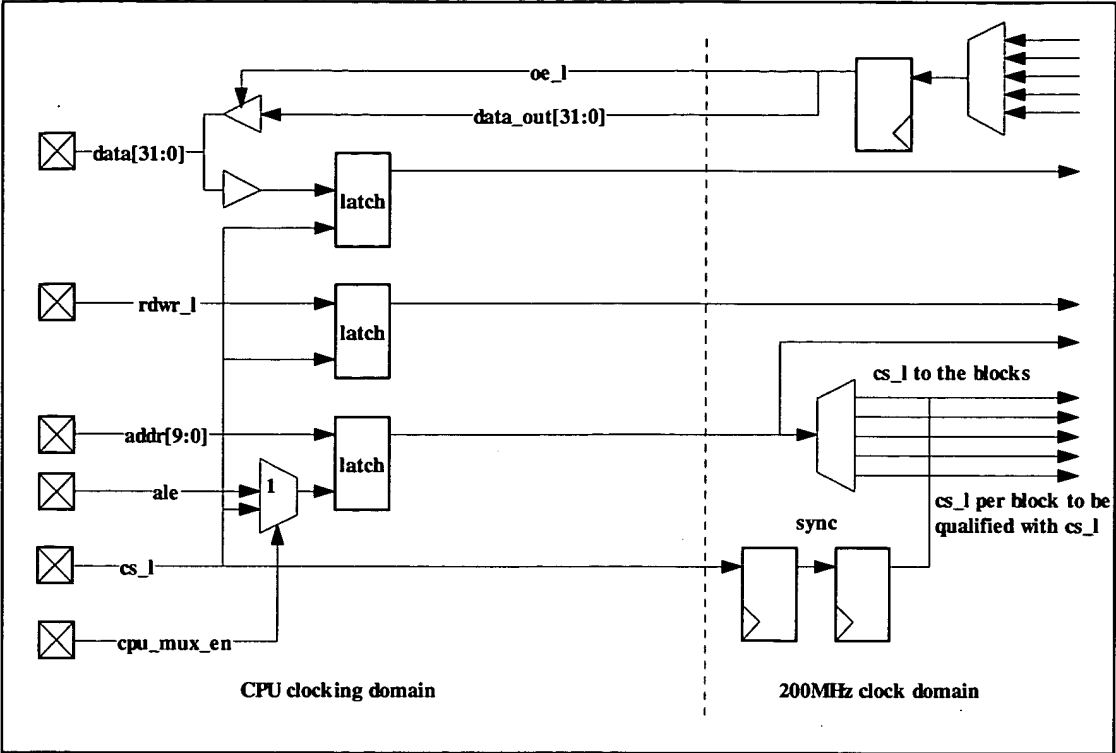 oe_l
data_out[31:0]
data[31:0]
latch
rdwr_l
latch
cs_l to the blocks
addr[9:0]
latch
ale
1
cs_l per block to be
qualified with cs_l
sync
cs_l
cpu_mux_en
CPU clocking domain
200MHz clock domain